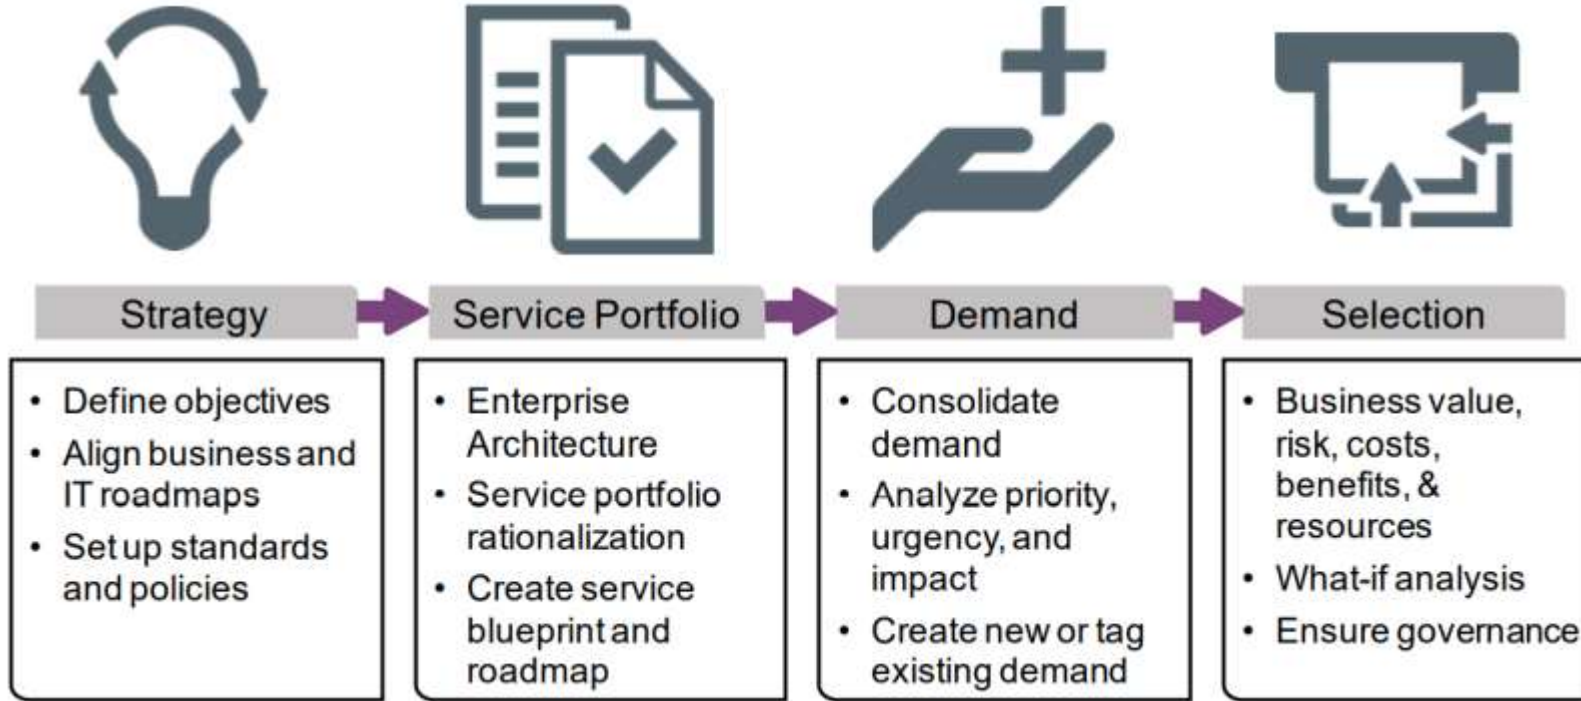 Strategy
Service Portfolio
Demand
Selection
• Define objectives
• Align business and
IT roadmaps
• Set up standards
and policies
• Enterprise
Architecture
• Service portfolio
rationalization
• Create service
blueprint and
roadmap
• Consolidate
demand
• Analyze priority,
urgency, and
impact
• Create new or tag
existing demand
• Business value,
risk, costs,
benefits, &
resources
• What-if analysis
• Ensure governance